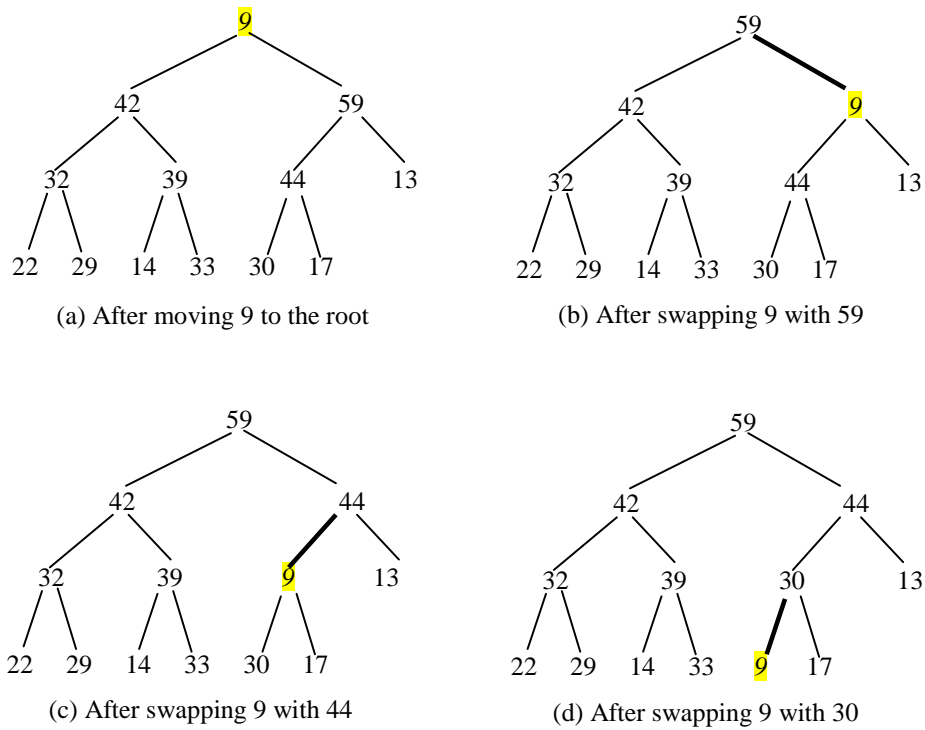 9
42 59
32 39 44 13
22 29 14 33 30 17
(a) After moving 9 to the root
59
42 9
32 39 44 13
22 29 14 33 30 17
(b) After swapping 9 with 59
59
42 44
32 39 9 13
22 29 14 33 30 17
(c) After swapping 9 with 44
59
42 44
32 39 30 13
22 29 14 33 9 17
(d) After swapping 9 with 30